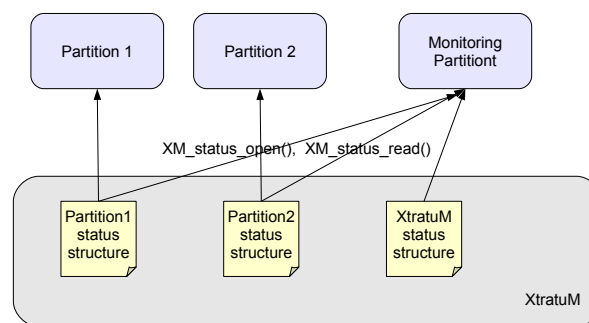 Partition 1
Partition 2
Monitoring
Partitiont
XM_status_open(), XM_status_read()
Partition1
status
structure
Partition2
status
structure
XtratuM
status
structure
XtratuM